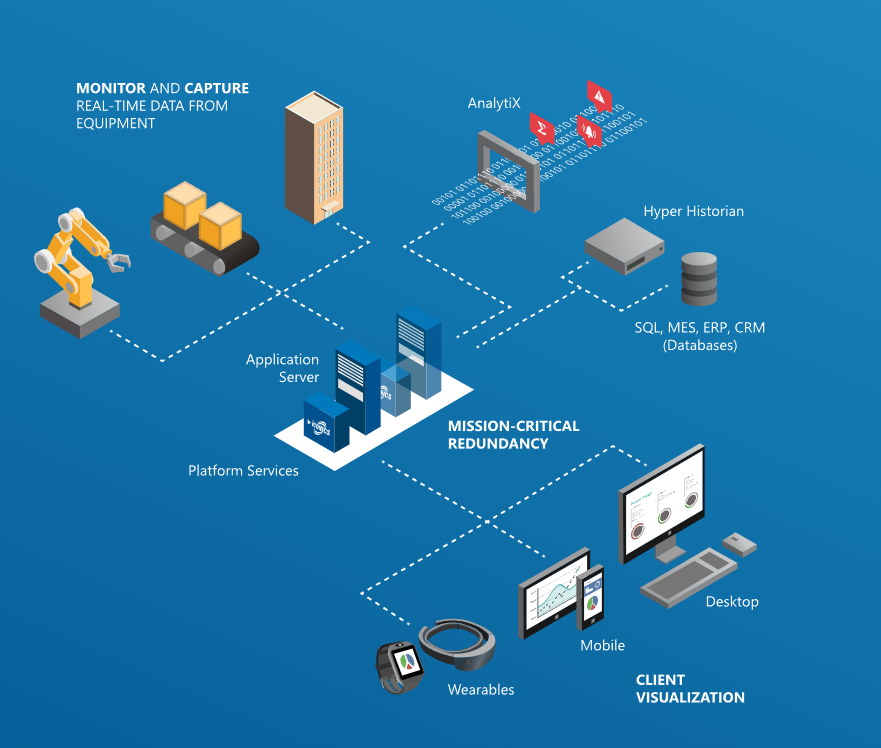 MONITOR AND CAPTURE
REAL-TIME DATA FROM
EQUIPMENT
AnalytiX
Hyper Historian
SQL, MES, ERP, CRM
(Databases)
Application
Server
iconics
MISSION-CRITICAL
REDUNDANCY
Platform Services
Desktop
Mobile
Wearables
CLIENT
VISUALIZATION